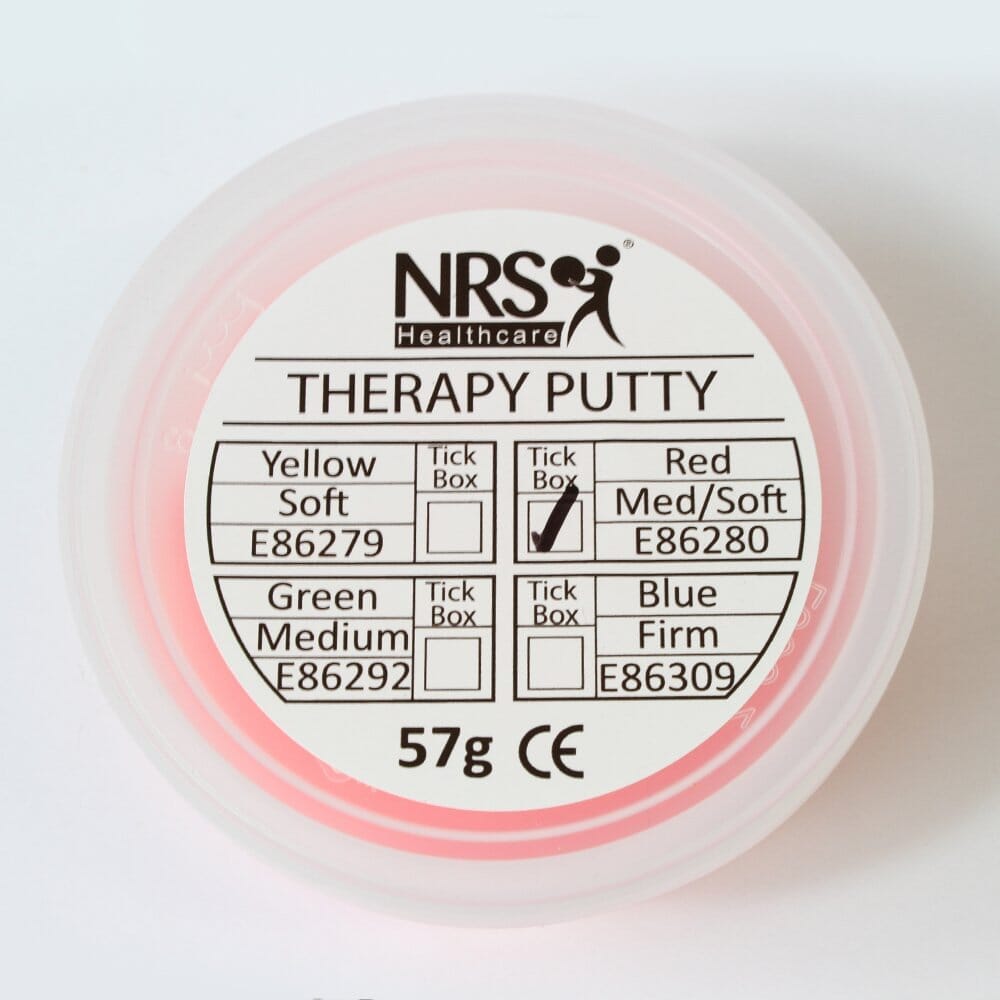 NRS®
Healthcare
THERAPY PUTTY
Yellow
Soft
E86279
Tick
Box
Tick
Box
Red
Med/Soft
E86280
Green
Medium
E86292
Tick
Box
Tick
Box
Blue
Firm
E86309
57g CE